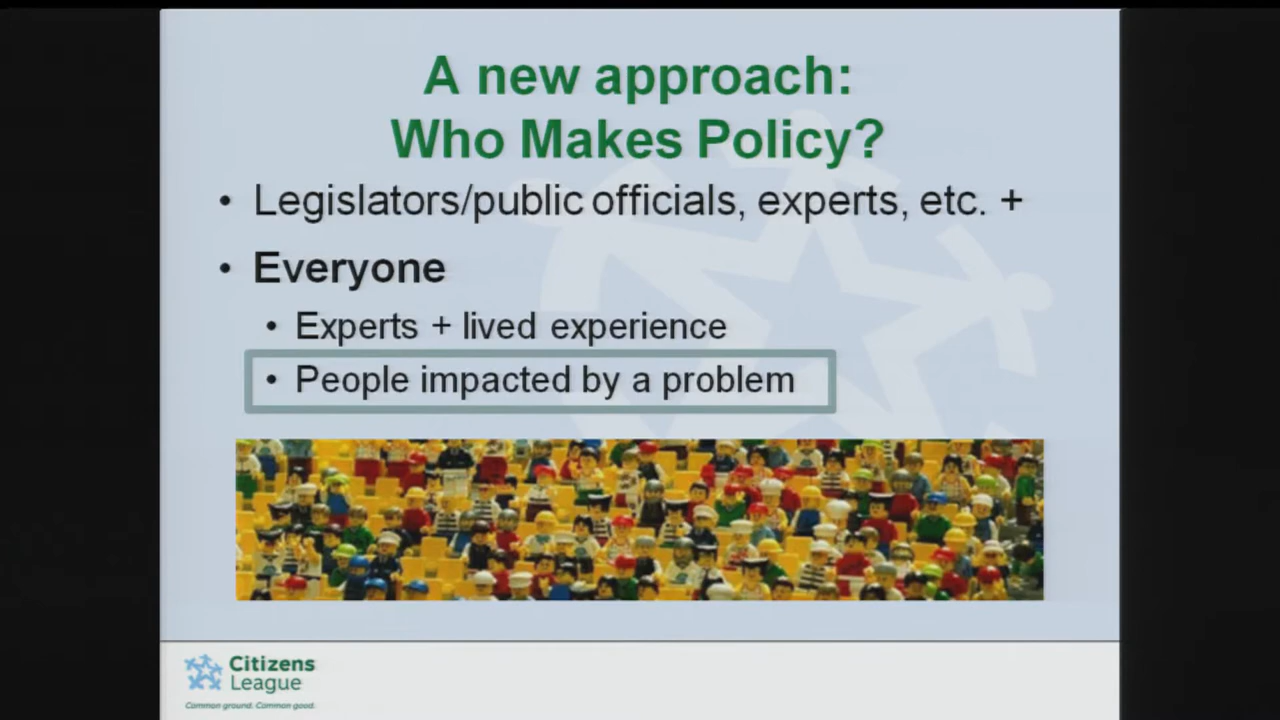 A new approach:
Who Makes Policy?
• Legislators/public officials, experts, etc. +
• Everyone
• Experts + lived experience
• People impacted by a problem
Citizens
League
Common ground. Common good.